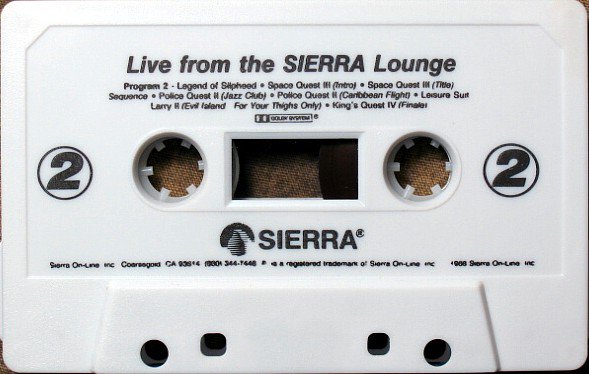 Live from the SIERRA Lounge
Program 2 - Legend of Silpheed • Space Quest III (Intro) • Space Quest III (Title)
Sequence • Police Quest II (Jazz Club) • Police Quest II (Caribbean Flight) • Leisure Suit
Larry II (Evil Island For Your Thighs Only) • King's Quest IV (Finale)
DOLBY SYSTEM ®
2 2
SIERRA®
Sierra On-Line Inc Coarsegold CA 93614 344-7448 ® is a registered trademark of Sierra On-Line Inc 1988 Sierra On-Line Inc